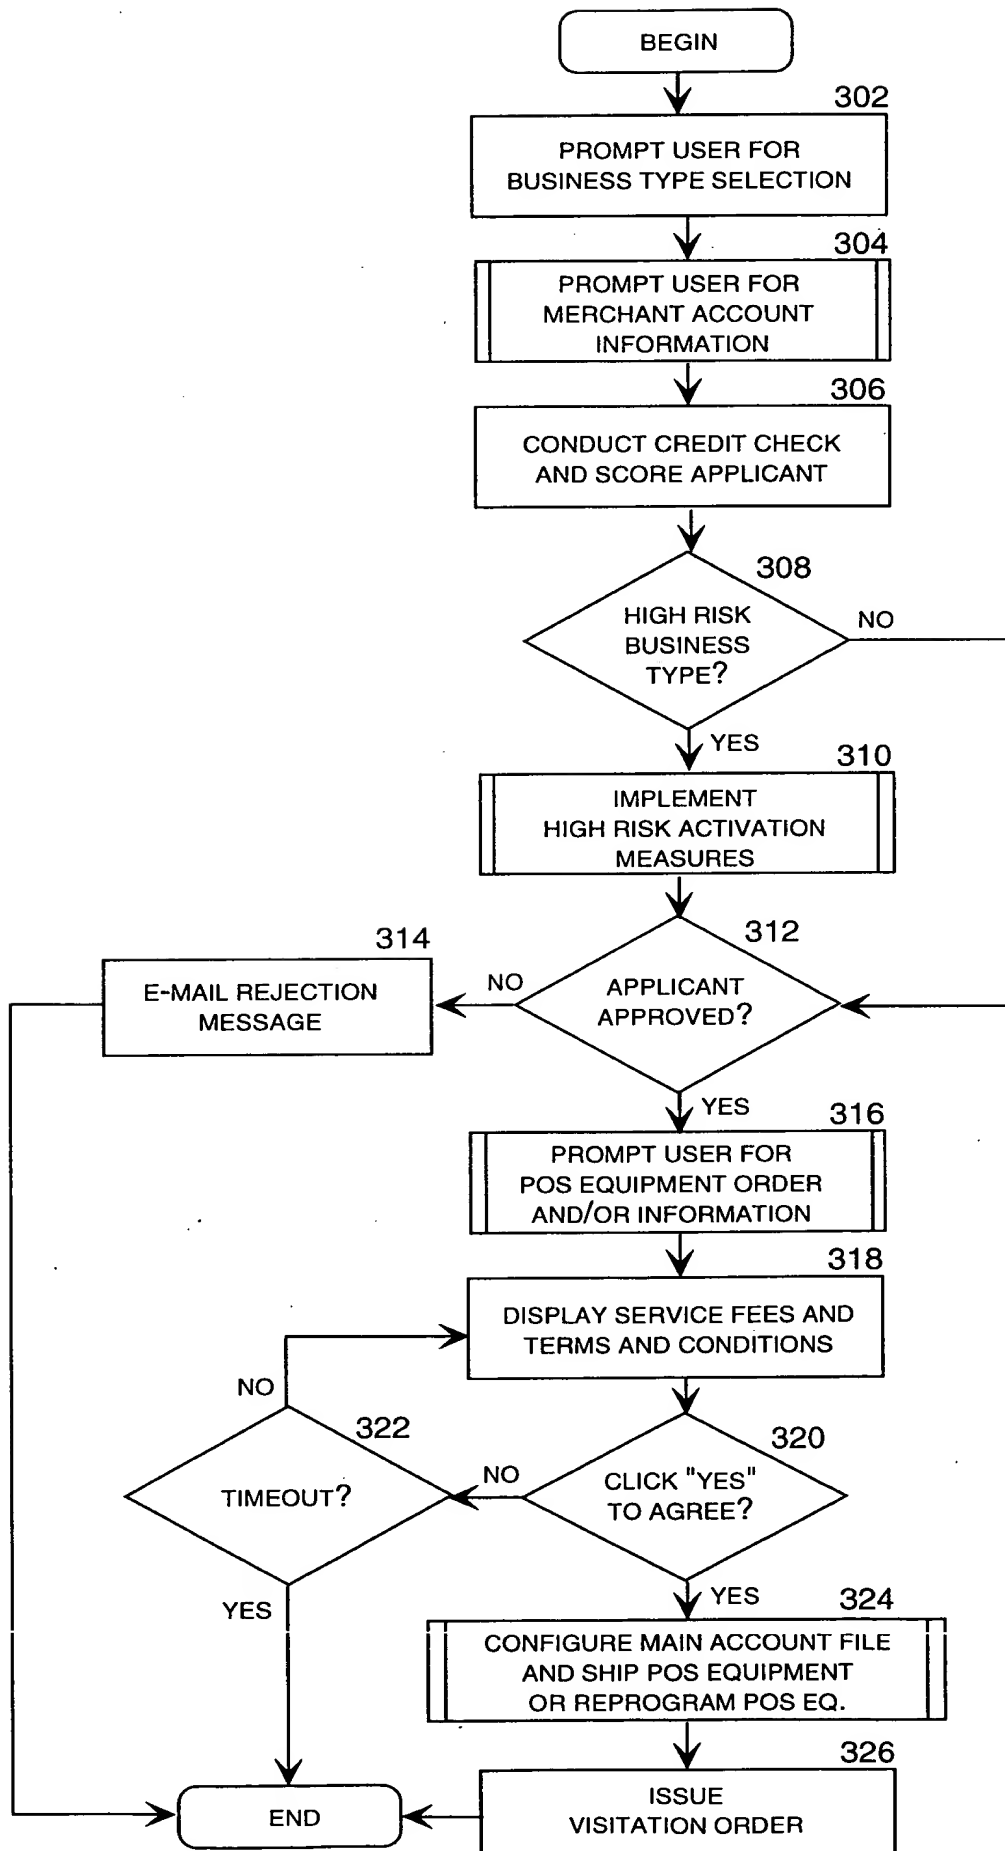 BEGIN
302
PROMPT USER FOR
BUSINESS TYPE SELECTION
304
PROMPT USER FOR
MERCHANT ACCOUNT
INFORMATION
306
CONDUCT CREDIT CHECK
AND SCORE APPLICANT
308
HIGH RISK
BUSINESS
TYPE?
NO
YES
310
IMPLEMENT
HIGH RISK ACTIVATION
MEASURES
312
APPLICANT
APPROVED?
NO
314
E-MAIL REJECTION
MESSAGE
YES
316
PROMPT USER FOR
POS EQUIPMENT ORDER
AND/OR INFORMATION
318
DISPLAY SERVICE FEES AND
TERMS AND CONDITIONS
NO
322
TIMEOUT?
NO
320
CLICK "YES"
TO AGREE?
YES
YES
324
CONFIGURE MAIN ACCOUNT FILE
AND SHIP POS EQUIPMENT
OR REPROGRAM POS EQ.
326
ISSUE
VISITATION ORDER
END